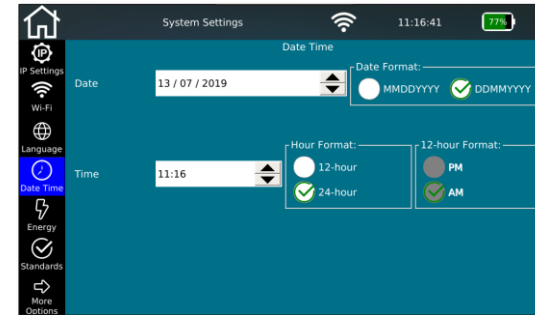 System Settings
11:16:41
77%
Date Time
IP
IP Settings
Date
13 / 07 / 2019
Date Format:
MMDDYYYY
DDMMYYYY
Wi-Fi
Language
Hour Format:
12-hour Format:
Date Time
Time
11:16
12-hour
PM
24-hour
AM
Energy
Standards
More
Options